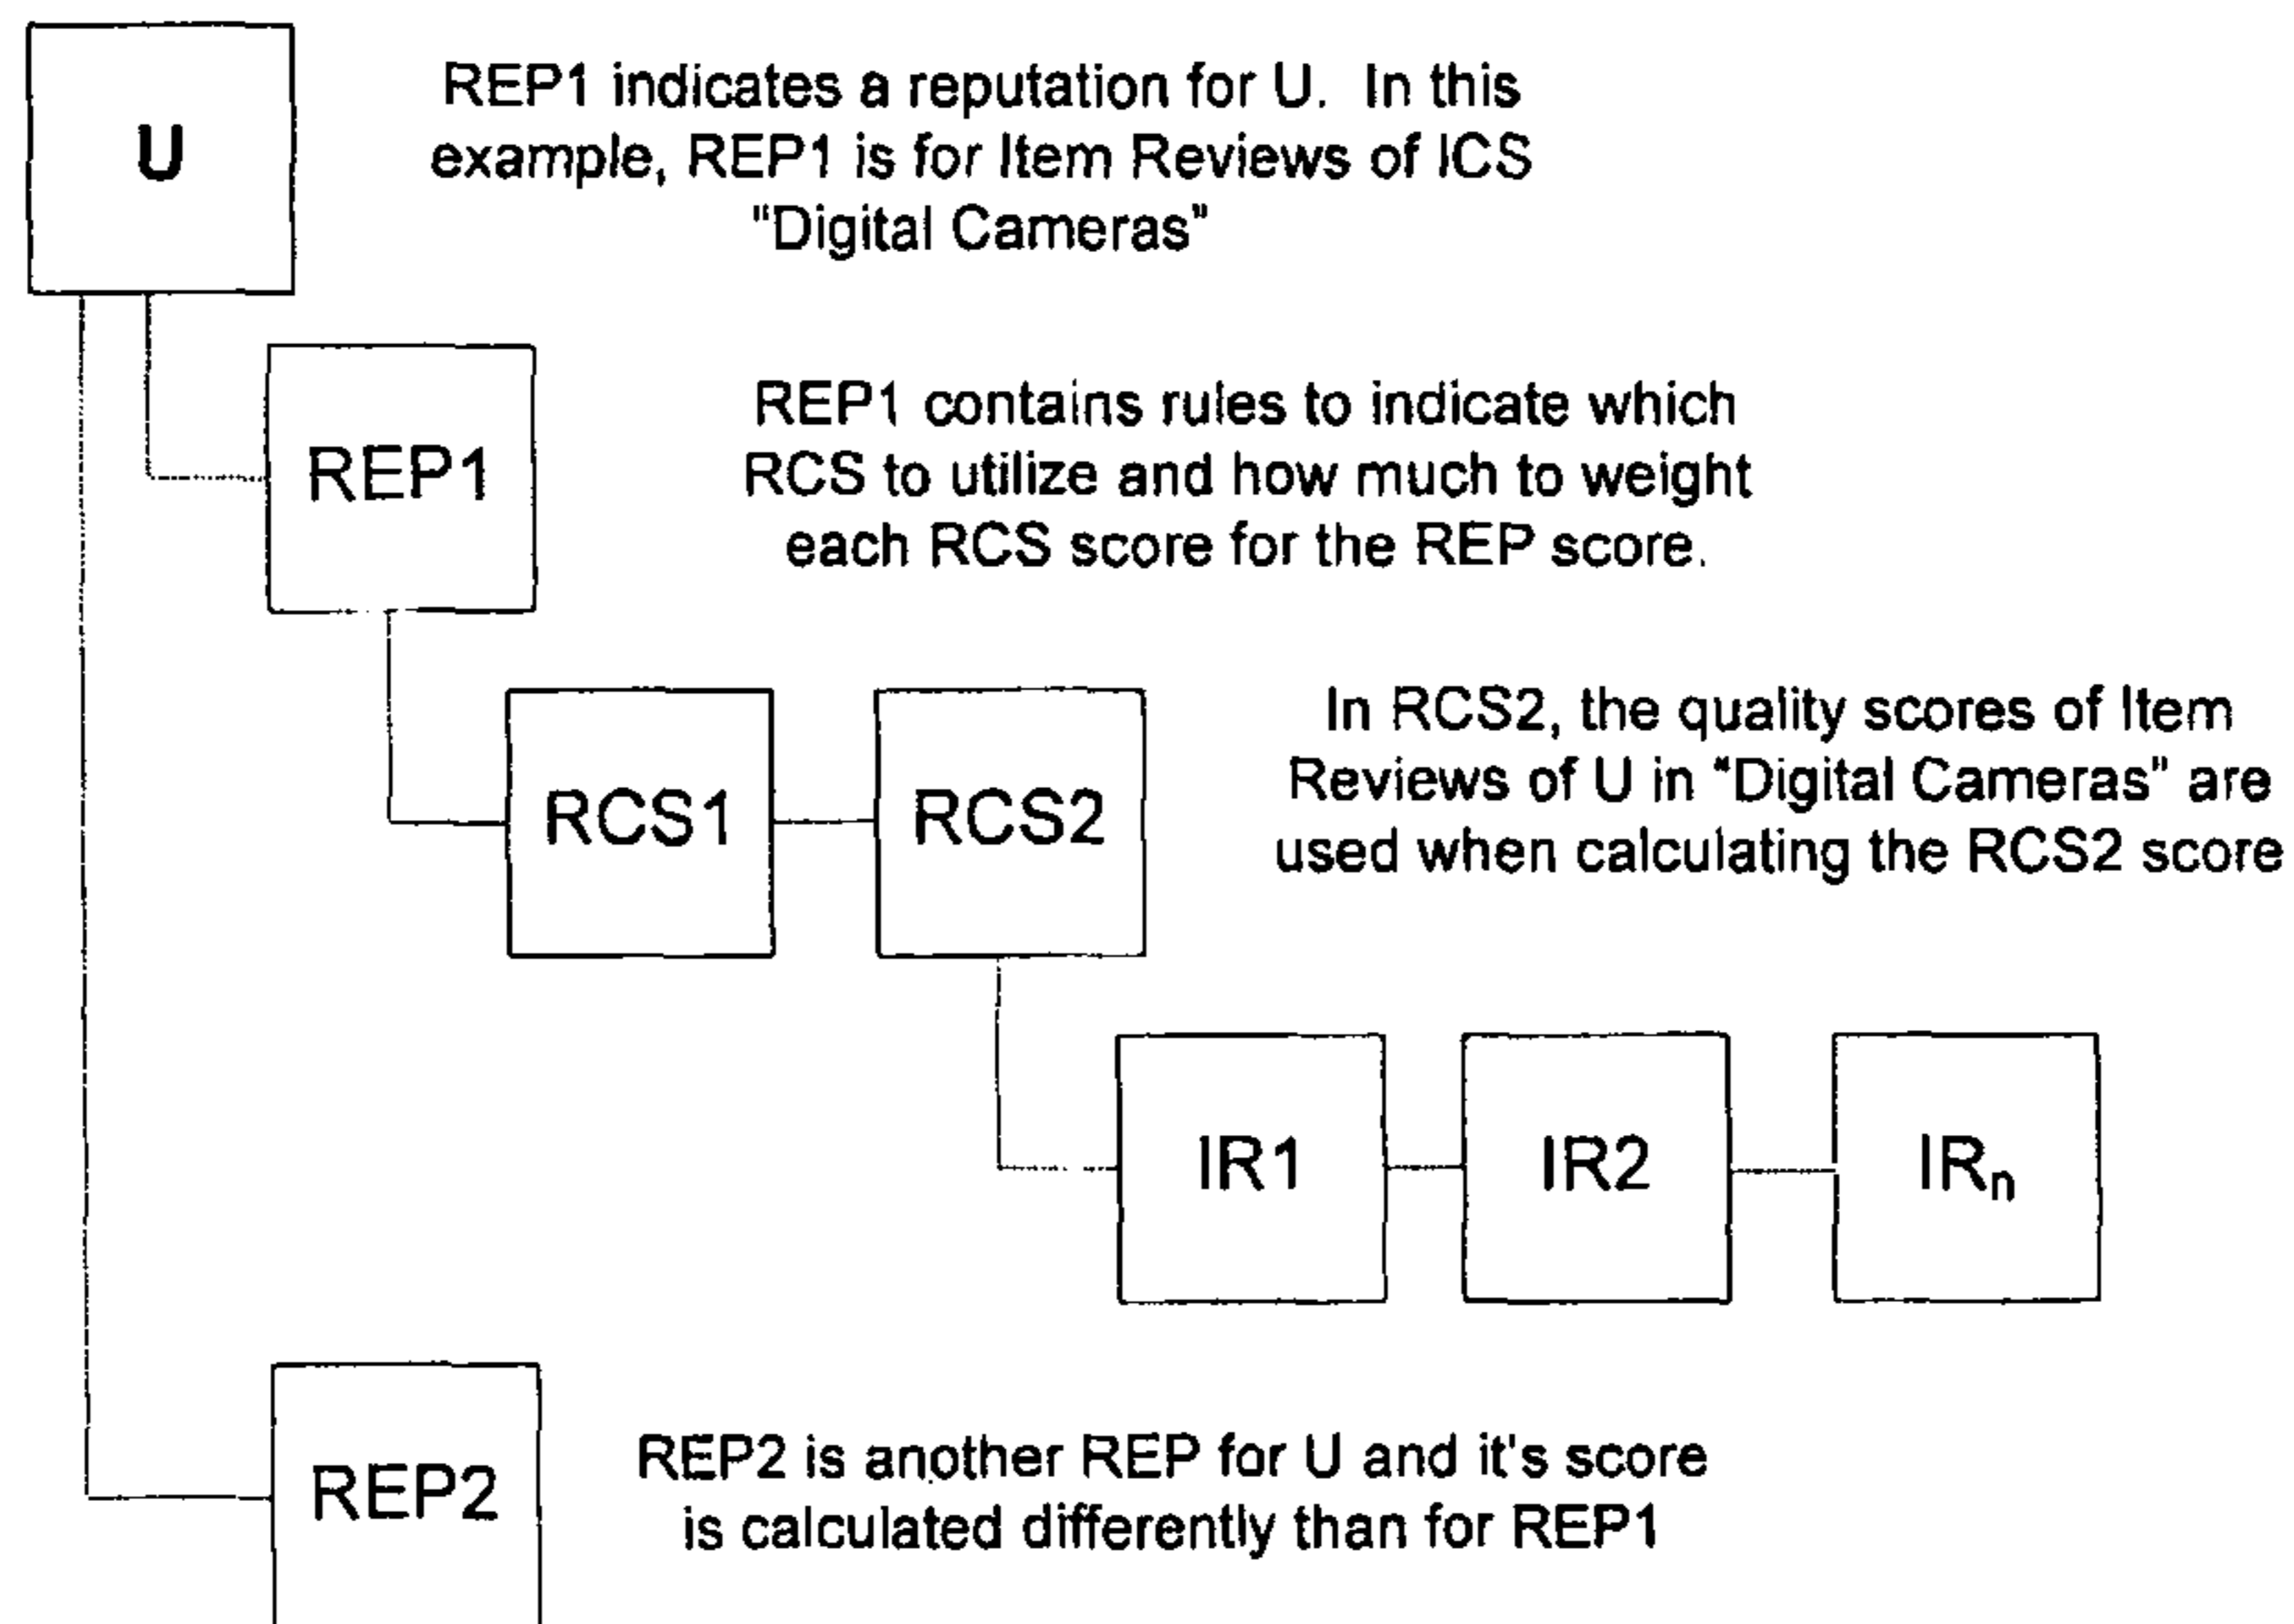 U
REP1 indicates a reputation for U. In this
example, REP1 is for Item Reviews of ICS
"Digital Cameras"
REP1
REP1 contains rules to indicate which
RCS to utilize and how much to weight
each RCS score for the REP score.
RCS1
RCS2
In RCS2, the quality scores of Item
Reviews of U in "Digital Cameras" are
used when calculating the RCS2 score
IR1
IR2
IRn
REP2
REP2 is another REP for U and it's score
is calculated differently than for REP1